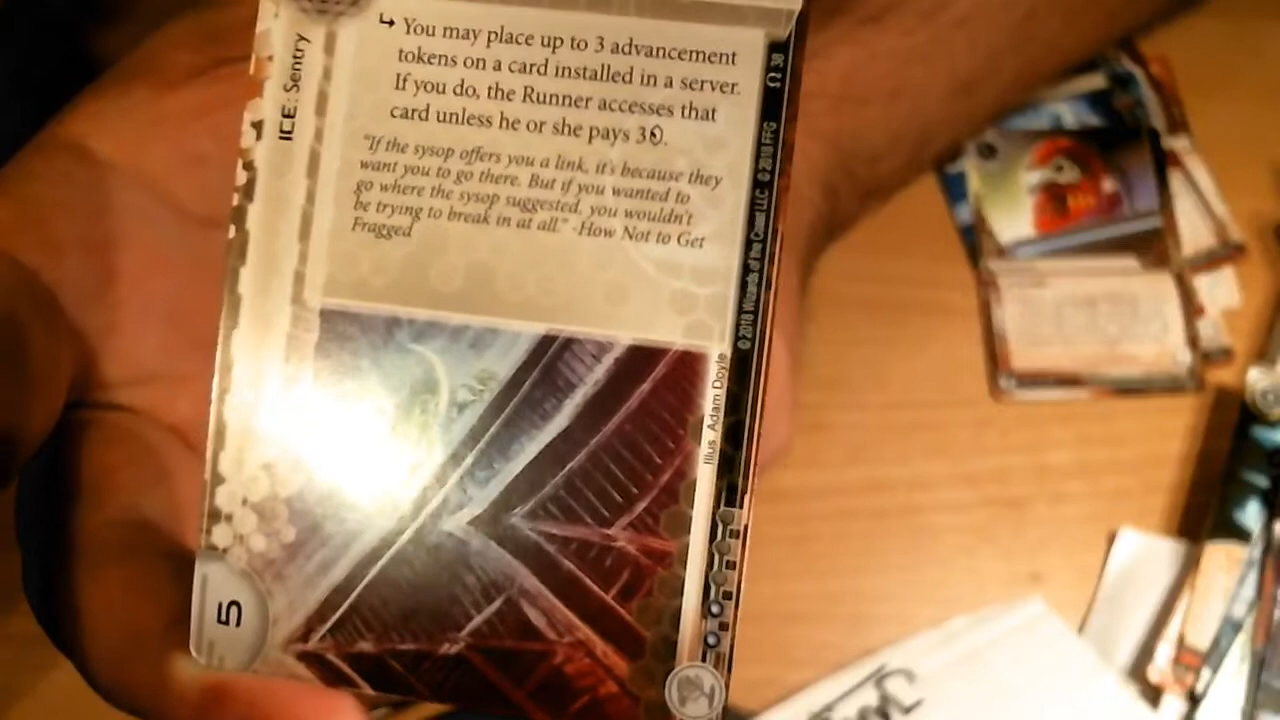 ICE: Sentry
↳ You may place up to 3 advancement
tokens on a card installed in a server.
If you do, the Runner accesses that
card unless he or she pays 3
"If the sysop offers you a link, it's because they
want you to go there. But if you wanted to
go where the sysop suggested, you wouldn't
be trying to break in at all." -How Not to Get
Fragged
5
Illus. Adam Doyle
© 2018 Wizards of the Coast LLC. © 2018 FFG
Ω 38